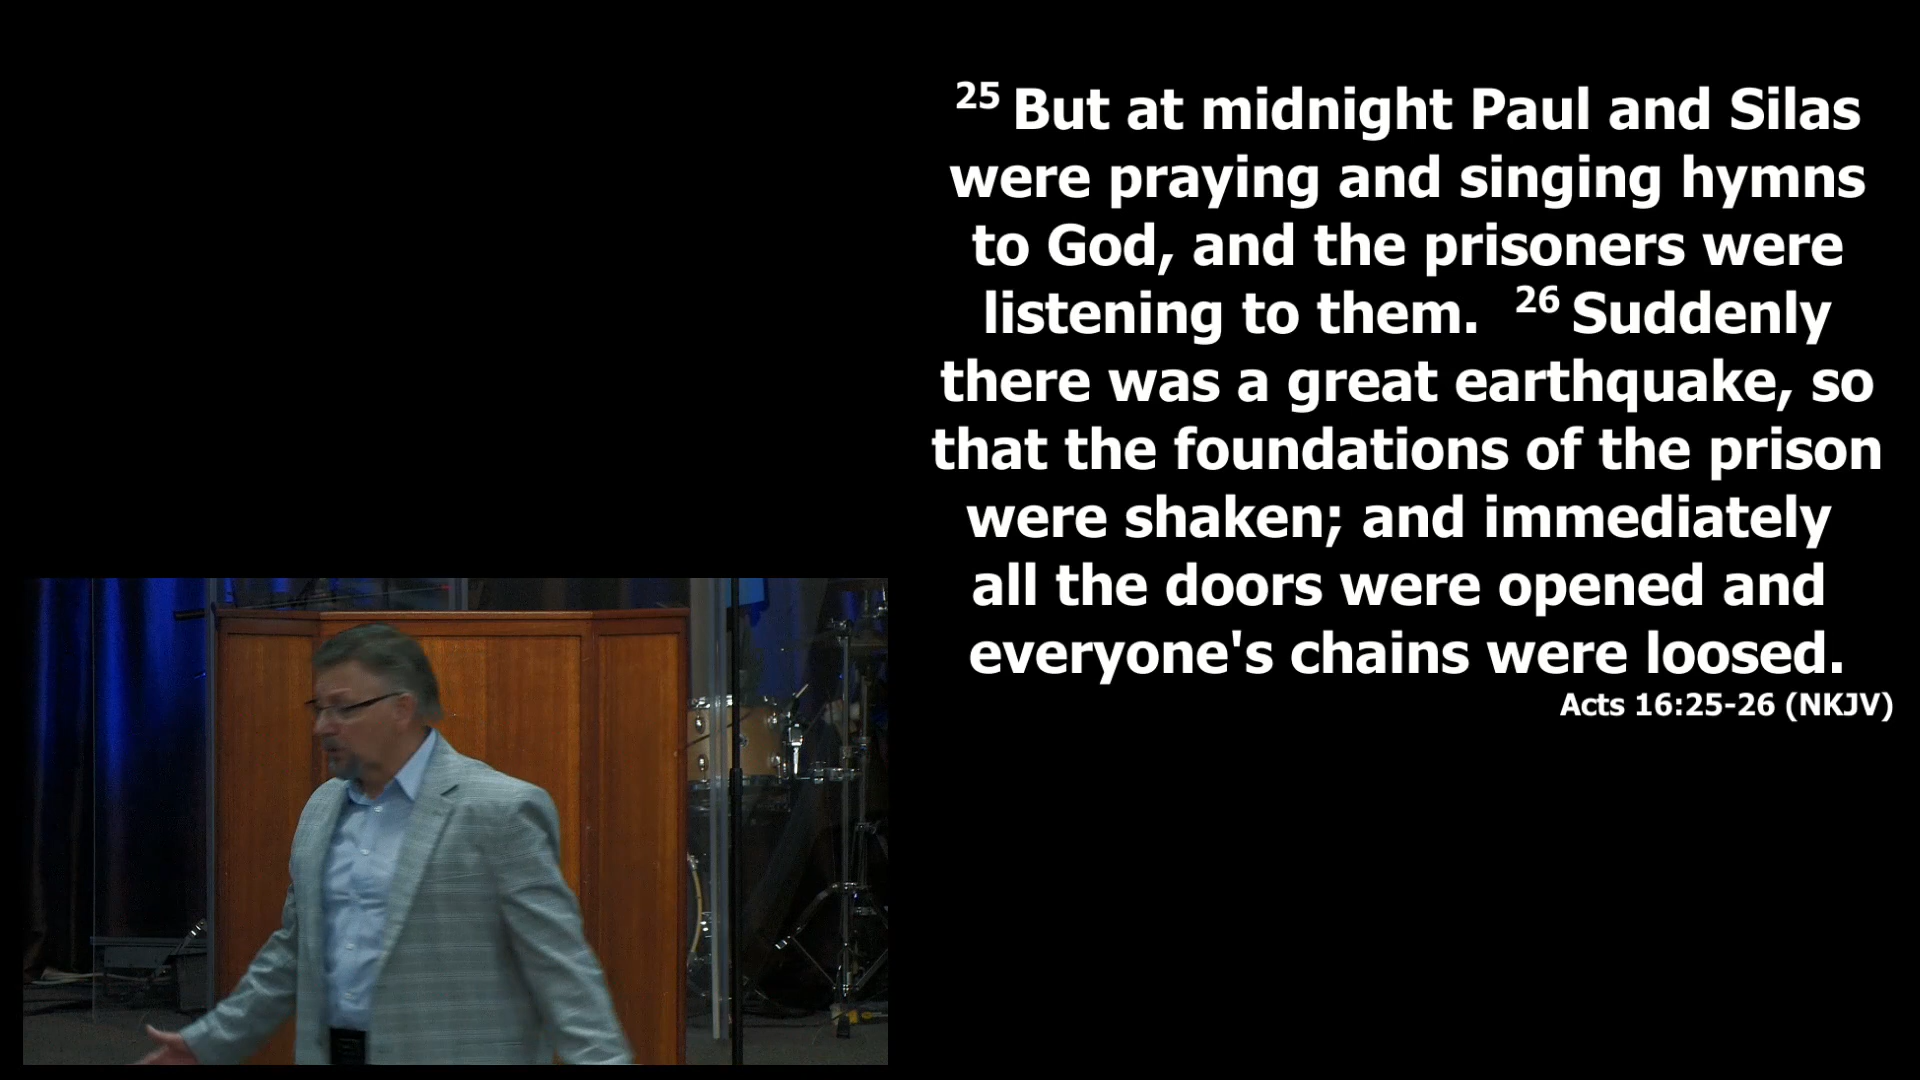 25 But at midnight Paul and Silas
were praying and singing hymns
to God, and the prisoners were
listening to them. 26 Suddenly
there was a great earthquake, so
that the foundations of the prison
were shaken; and immediately
all the doors were opened and
everyone's chains were loosed.
Acts 16:25-26 (NKJV)